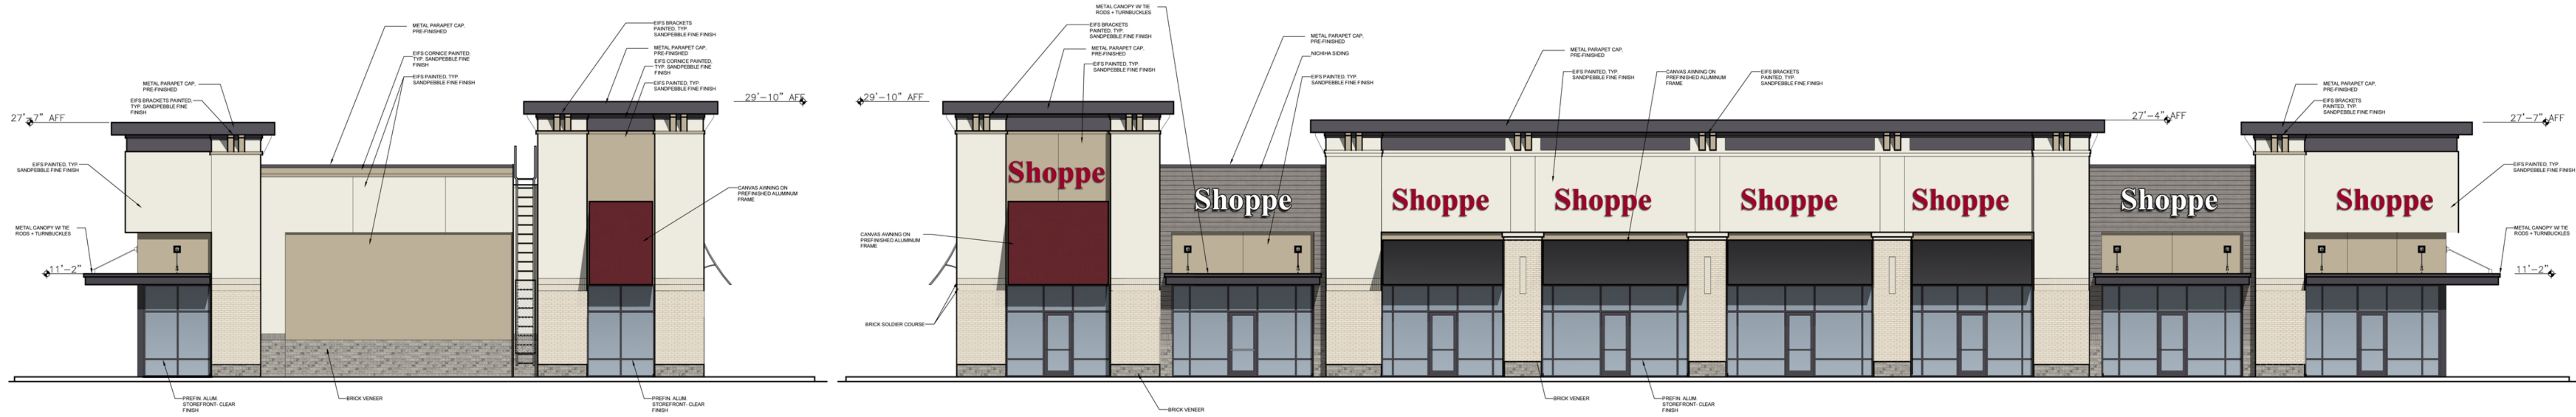 METAL PARAPET CAP,
PRE-FINISHED
EIFS CORNICE PAINTED,
TYP. SANDPEBBLE FINE
FINISH
EIFS PAINTED, TYP.
SANDPEBBLE FINE FINISH
METAL PARAPET CAP,
PRE-FINISHED
EIFS BRACKETS PAINTED,
TYP. SANDPEBBLE FINE
FINISH
27'-7" AFF
EIFS PAINTED, TYP.
SANDPEBBLE FINE FINISH
METAL CANOPY W/ TIE
RODS + TURNBUCKLES
11'-2"
PREFIN. ALUM.
STOREFRONT- CLEAR
FINISH
BRICK VENEER
EIFS BRACKETS
PAINTED, TYP.
SANDPEBBLE FINE FINISH
METAL PARAPET CAP,
PRE-FINISHED
EIFS CORNICE PAINTED,
TYP. SANDPEBBLE FINE
FINISH
EIFS PAINTED, TYP.
SANDPEBBLE FINE FINISH
29'-10" AFF
CANVAS AWNING ON
PREFINISHED ALUMINUM
FRAME
PREFIN. ALUM.
STOREFRONT- CLEAR
FINISH
METAL CANOPY W/ TIE
RODS + TURNBUCKLES
EIFS BRACKETS
PAINTED, TYP.
SANDPEBBLE FINE FINISH
METAL PARAPET CAP,
PRE-FINISHED
EIFS PAINTED, TYP.
SANDPEBBLE FINE FINISH
29'-10" AFF
METAL PARAPET CAP,
PRE-FINISHED
NICHIHA SIDING
EIFS PAINTED, TYP.
SANDPEBBLE FINE FINISH
CANVAS AWNING ON
PREFINISHED ALUMINUM
FRAME
BRICK SOLDIER COURSE
BRICK VENEER
METAL PARAPET CAP,
PRE-FINISHED
EIFS PAINTED, TYP.
SANDPEBBLE FINE FINISH
CANVAS AWNING ON
PREFINISHED ALUMINUM
FRAME
EIFS BRACKETS
PAINTED, TYP.
SANDPEBBLE FINE FINISH
27'-4" AFF
METAL PARAPET CAP,
PRE-FINISHED
EIFS BRACKETS
PAINTED, TYP.
SANDPEBBLE FINE FINISH
27'-7" AFF
EIFS PAINTED, TYP.
SANDPEBBLE FINE FINISH
METAL CANOPY W/ TIE
RODS + TURNBUCKLES
11'-2"
Shoppe
Shoppe
Shoppe
Shoppe
Shoppe
Shoppe
Shoppe
Shoppe
BRICK VENEER
PREFIN. ALUM.
STOREFRONT- CLEAR
FINISH